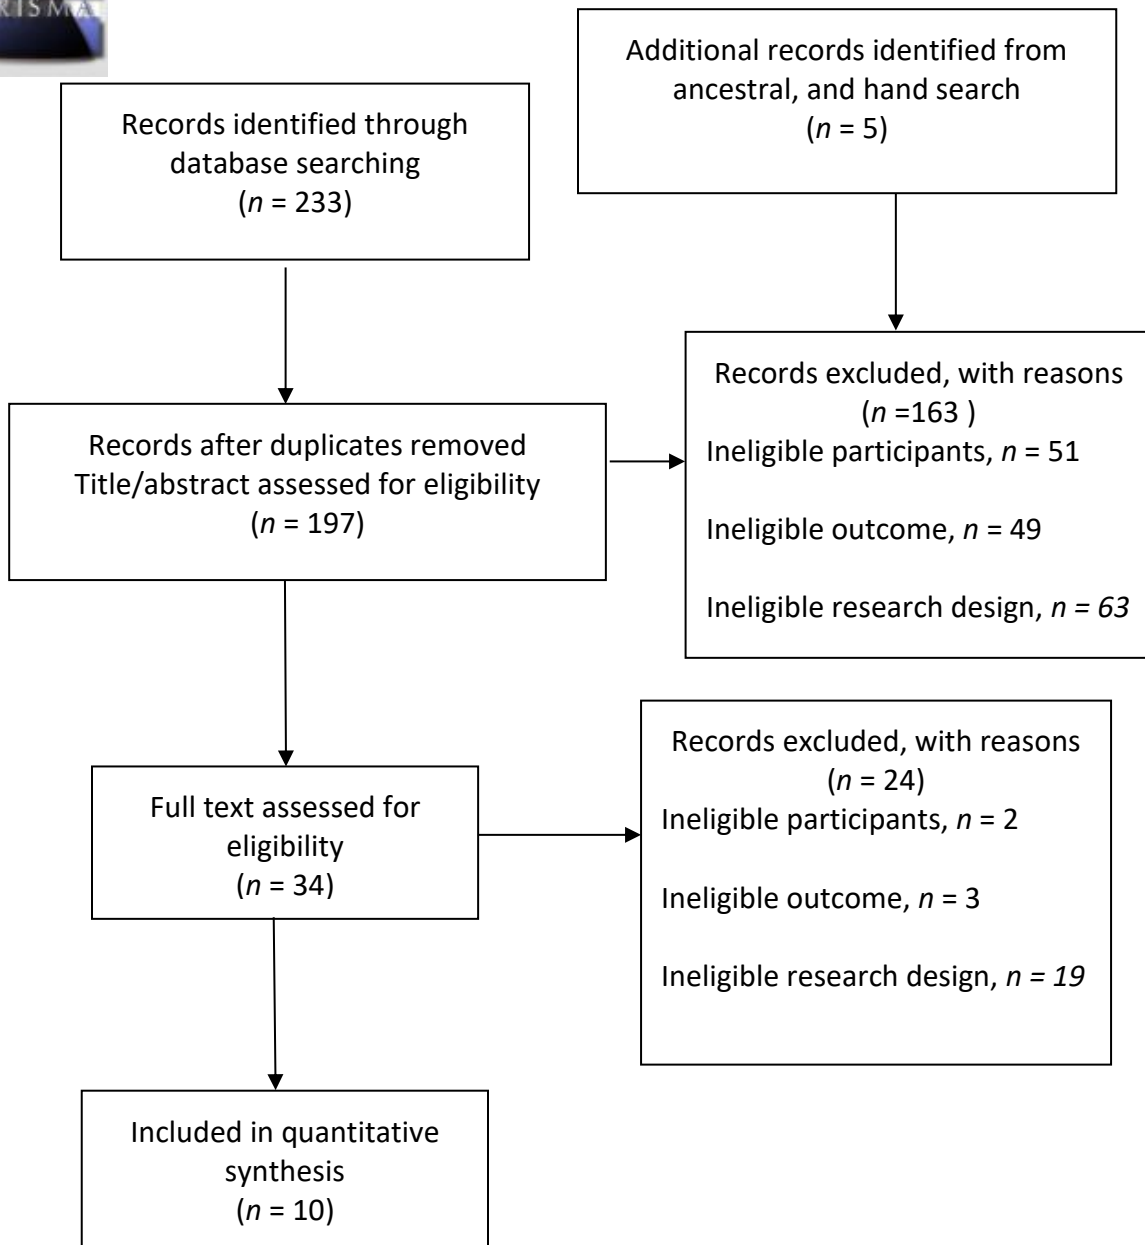 RISMA
Additional records identified from
ancestral, and hand search
(n = 5)
Records identified through
database searching
(n = 233)
Records excluded, with reasons
(n =163 )
Ineligible participants, n = 51
Ineligible outcome, n = 49
Ineligible research design, n = 63
Records after duplicates removed
Title/abstract assessed for eligibility
(n = 197)
Records excluded, with reasons
(n = 24)
Ineligible participants, n = 2
Ineligible outcome, n = 3
Ineligible research design, n = 19
Full text assessed for
eligibility
(n = 34)
Included in quantitative
synthesis
(n = 10)